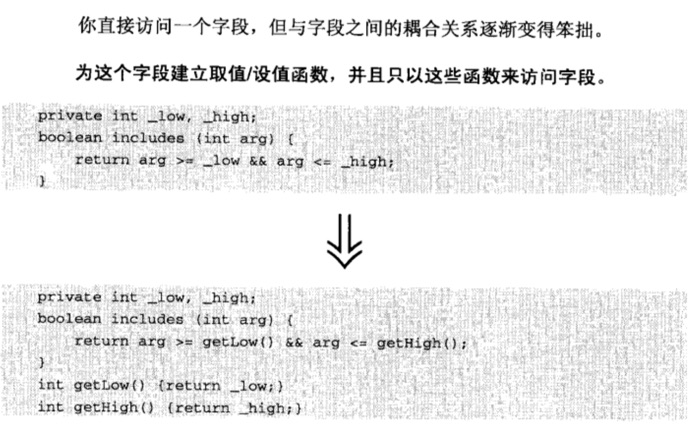 你直接访问一个字段，但与字段之间的耦合关系逐渐变得笨拙。
为这个字段建立取值/设值函数，并且只以这些函数来访问字段。
private int _low, _high;
boolean includes (int arg) {
    return arg >= _low && arg <= _high;
}
private int _low, _high;
boolean includes (int arg) {
    return arg >= getLow() && arg <= getHigh();
}
int getLow() {return _low;}
int getHigh() {return _high;}